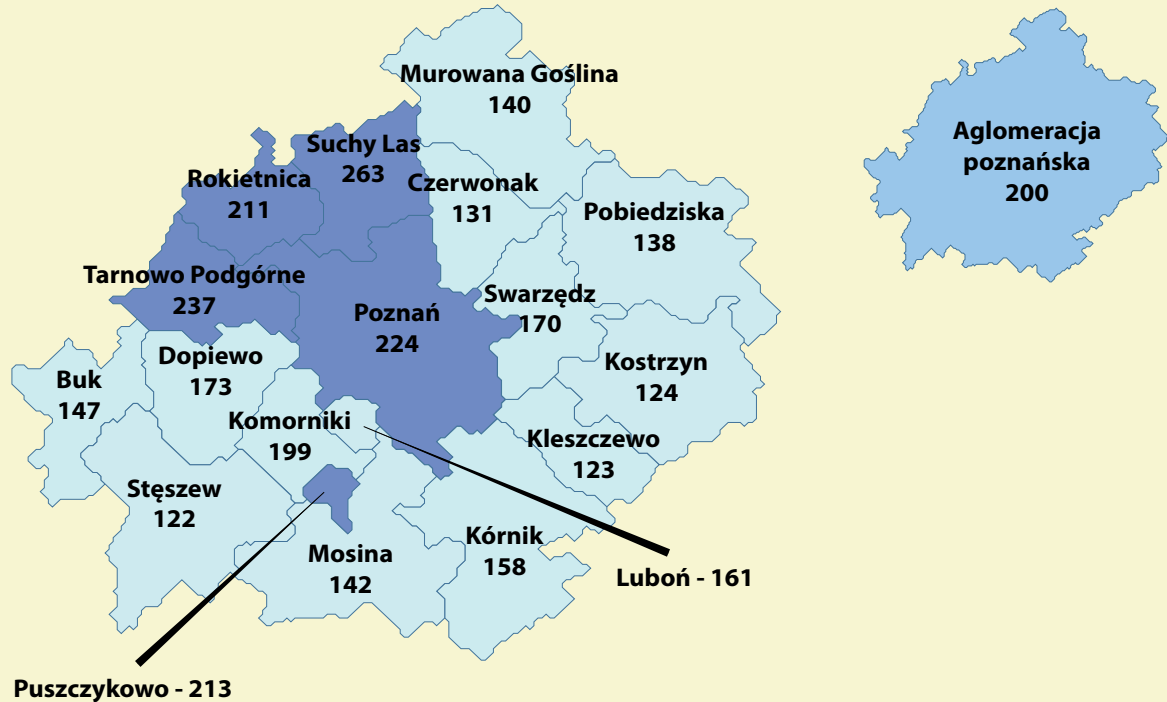 Murowana Goślina
140
Suchy Las
263
Rokietnica
211
Czerwonak
131
Pobiedziska
138
Tarnowo Podgórne
237
Poznań
224
Swarzędz
170
Dopiewo
173
Buk
147
Kostrzyn
124
Komorniki
199
Kleszczewo
123
Stęszew
122
Mosina
142
Kórnik
158
Luboń - 161
Puszczykowo - 213
Aglomeracja
poznańska
200